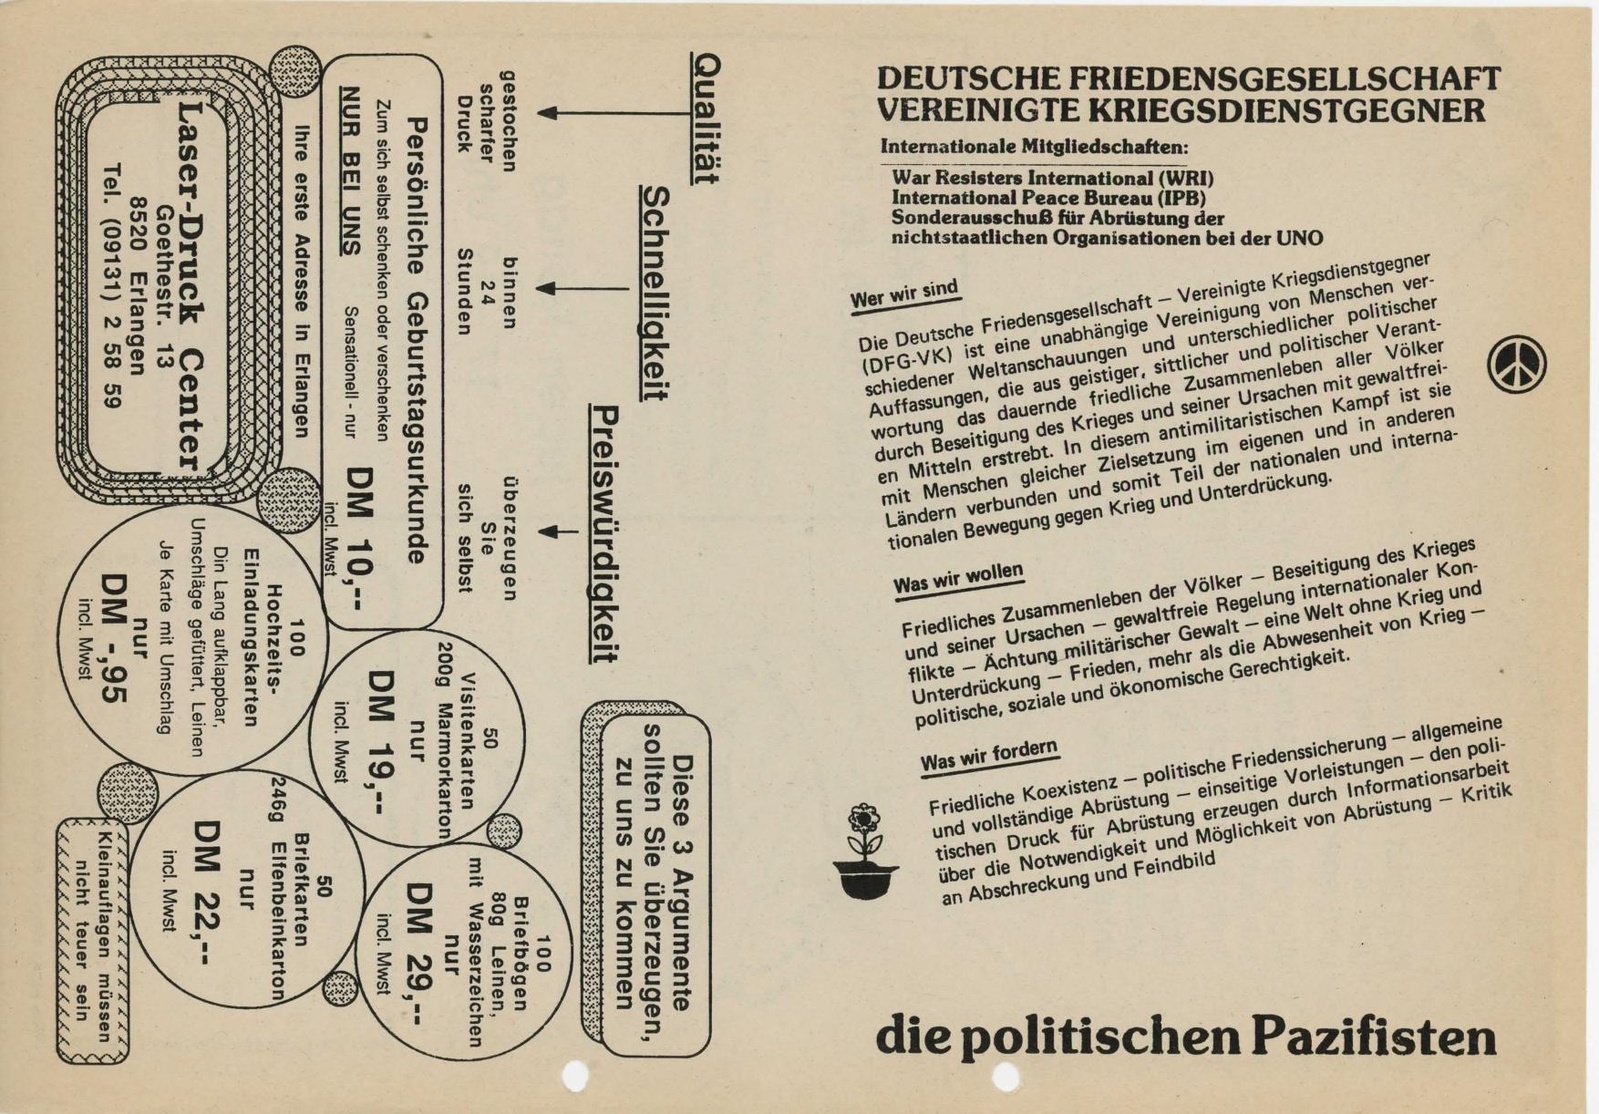 Qualität
gestochen
scharfer
Druck
Schnelligkeit
binnen
24
Stunden
Preiswürdigkeit
überzeugen
Sie
sich selbst
Diese 3 Argumente
sollten Sie überzeugen,
zu uns zu kommen
Persönliche Geburtstagsurkunde
Zum sich selbst schenken oder verschenken
NUR BEI UNS Sensationell - nur DM 10,--
incl. Mwst
Ihre erste Adresse in Erlangen
Laser-Druck Center
Goethestr. 13
8520 Erlangen
Tel. (09131) 2 58 59
100
Hochzeits-
Einladungskarten
Din Lang aufklappbar,
Umschläge gefüttert, Leinen
Je Karte mit Umschlag
nur
DM -,95
incl. Mwst
50
Visitenkarten
200g Marmorkarton
nur
DM 19,--
incl. Mwst
50
Briefkarten
246g Elfenbeinkarton
nur
DM 22,--
incl. Mwst
100
Briefbögen
80g Leinen,
mit Wasserzeichen
nur
DM 29,--
incl. Mwst
Kleinauflagen müssen
nicht teuer sein
DEUTSCHE FRIEDENSGESELLSCHAFT
VEREINIGTE KRIEGSDIENSTGEGNER
Internationale Mitgliedschaften:
War Resisters International (WRI)
International Peace Bureau (IPB)
Sonderausschuß für Abrüstung der
nichtstaatlichen Organisationen bei der UNO
Wer wir sind
Die Deutsche Friedensgesellschaft – Vereinigte Kriegsdienstgegner
(DFG-VK) ist eine unabhängige Vereinigung von Menschen ver-
schiedener Weltanschauungen und unterschiedlicher politischer
Auffassungen, die aus geistiger, sittlicher und politischer Verant-
wortung das dauernde friedliche Zusammenleben aller Völker
durch Beseitigung des Krieges und seiner Ursachen mit gewaltfrei-
en Mitteln erstrebt. In diesem antimilitaristischen Kampf ist sie
mit Menschen gleicher Zielsetzung im eigenen und in anderen
Ländern verbunden und somit Teil der nationalen und interna-
tionalen Bewegung gegen Krieg und Unterdrückung.
Was wir wollen
Friedliches Zusammenleben der Völker – Beseitigung des Krieges
und seiner Ursachen – gewaltfreie Regelung internationaler Kon-
flikte – Ächtung militärischer Gewalt – eine Welt ohne Krieg und
Unterdrückung – Frieden, mehr als die Abwesenheit von Krieg –
politische, soziale und ökonomische Gerechtigkeit.
Was wir fordern
Friedliche Koexistenz – politische Friedenssicherung – allgemeine
und vollständige Abrüstung – einseitige Vorleistungen – den poli-
tischen Druck für Abrüstung erzeugen durch Informationsarbeit
über die Notwendigkeit und Möglichkeit von Abrüstung – Kritik
an Abschreckung und Feindbild
die politischen Pazifisten